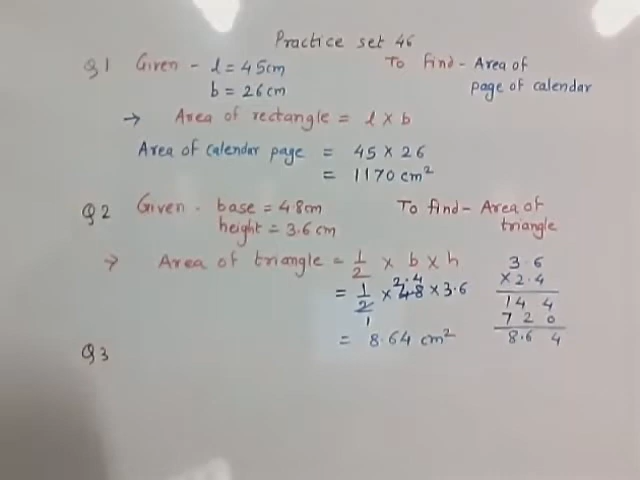 Practice set 46
Q1 Given - l = 45cm To find - Area of
b = 26cm page of calendar
→ Area of rectangle = l × b
Area of calendar page = 45 × 26
= 1170 cm²
Q2 Given - base = 4.8cm To find - Area of
height = 3.6 cm triangle
→ Area of triangle = 1/2 × b × h
= 1/2 × 4.8 × 3.6
2.4
1
= 8.64 cm²
3.6
× 2.4
14 4
72 0
8.6 4
Q3